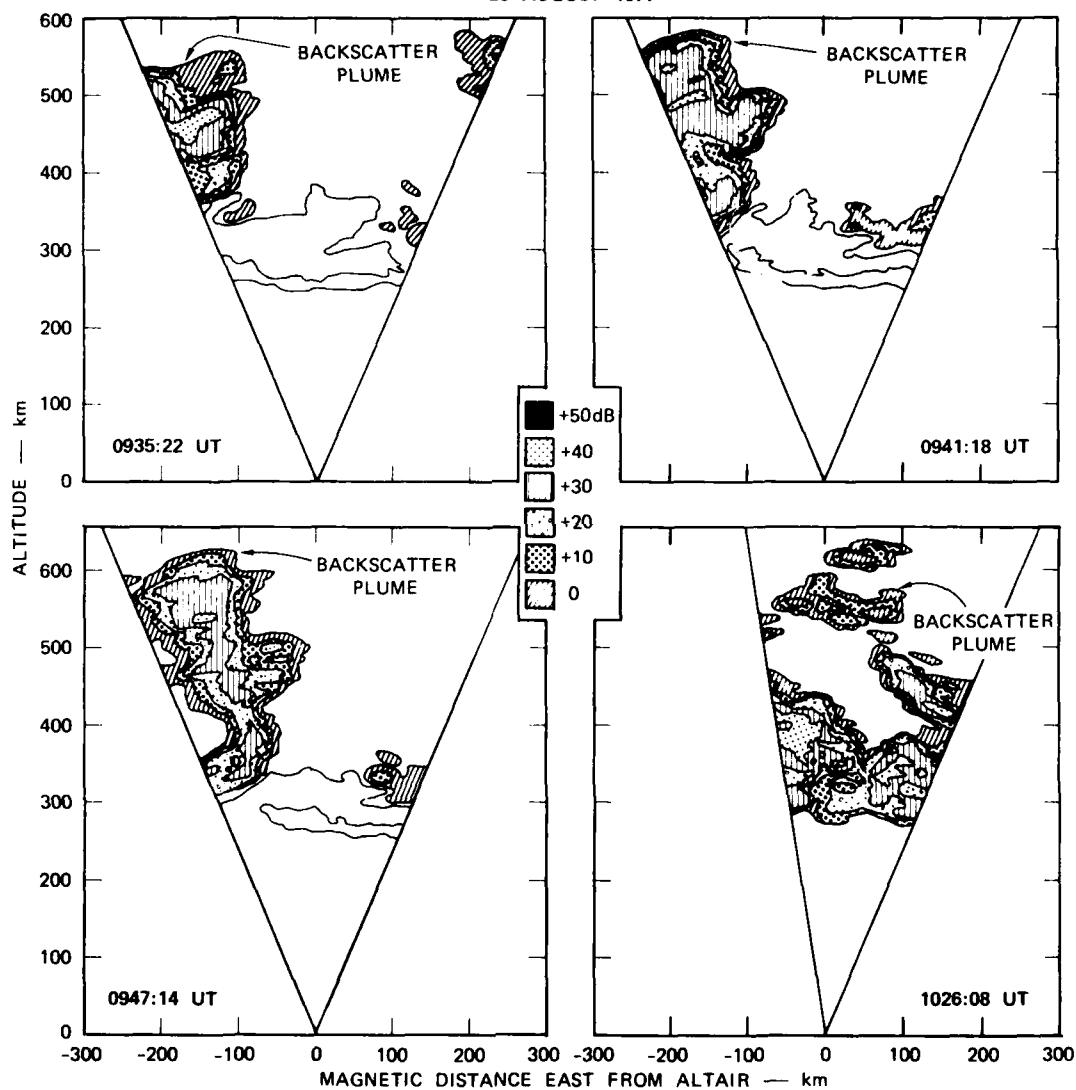 BACKSCATTER
PLUME
BACKSCATTER
PLUME
600
500
400
300
200
100
0
0935:22 UT
0941:18 UT
+50dB
+40
+30
+20
+10
0
ALTITUDE — km
BACKSCATTER
PLUME
BACKSCATTER
PLUME
600
500
400
300
200
100
0
0947:14 UT
1026:08 UT
-300 -200 -100 0 100 200 300
-300 -200 -100 0 100 200 300
MAGNETIC DISTANCE EAST FROM ALTAIR — km